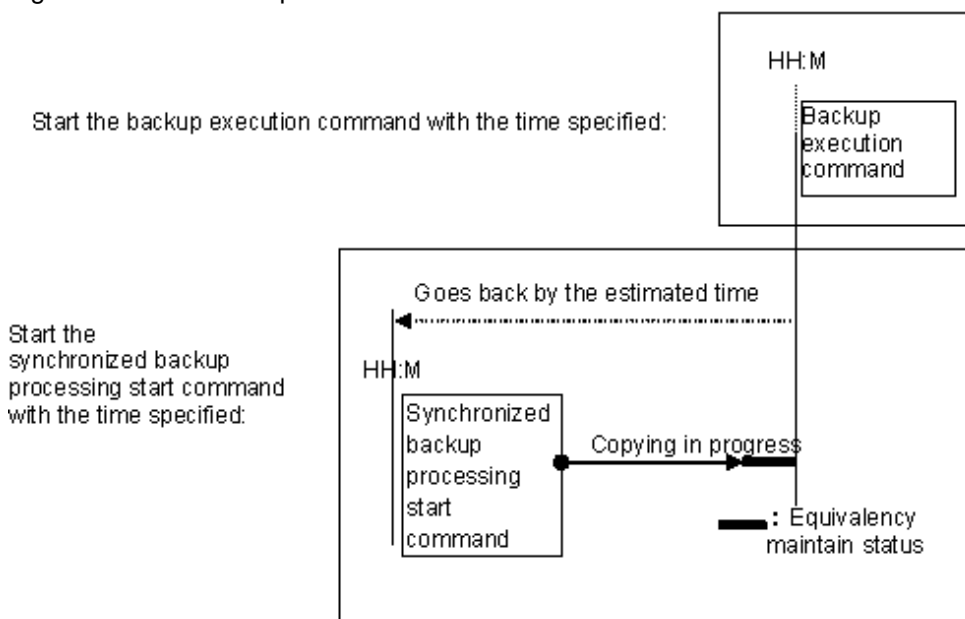 HH:M
Start the backup execution command with the time specified:
Backup
execution
command
Goes back by the estimated time
Start the
synchronized backup
processing start command
with the time specified:
HH:M
Synchronized
backup
processing
start
command
Copying in progress
: Equivalency
maintain status